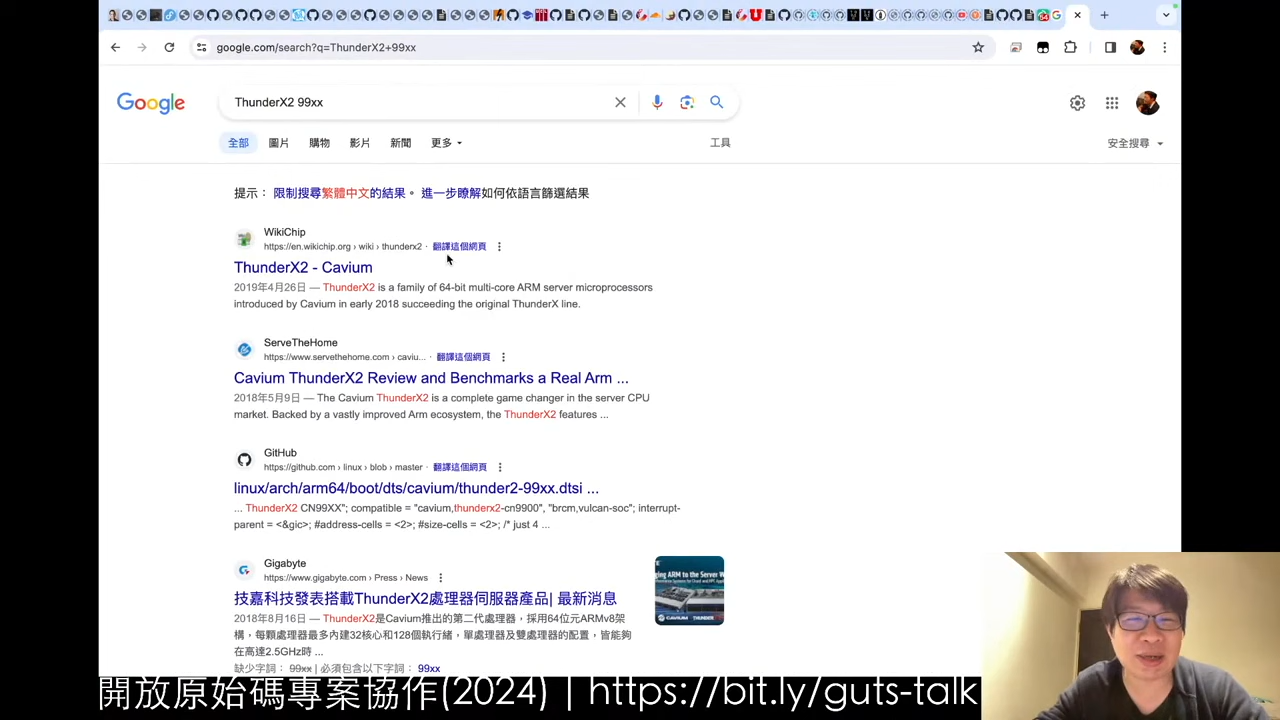 google.com/search?q=ThunderX2+99xx
Google
ThunderX2 99xx
全部 圖片 購物 影片 新聞 更多 工具 安全搜尋
提示： 限制搜尋繁體中文的結果。 進一步瞭解如何依語言篩選結果
WikiChip
https://en.wikichip.org › wiki › thunderx2 · 翻譯這個網頁
ThunderX2 - Cavium
2019年4月26日 — ThunderX2 is a family of 64-bit multi-core ARM server microprocessors
introduced by Cavium in early 2018 succeeding the original ThunderX line.
ServeTheHome
https://www.servethehome.com › caviu... · 翻譯這個網頁
Cavium ThunderX2 Review and Benchmarks a Real Arm ...
2018年5月9日 — The Cavium ThunderX2 is a complete game changer in the server CPU
market. Backed by a vastly improved Arm ecosystem, the ThunderX2 features ...
GitHub
https://github.com › linux › blob › master · 翻譯這個網頁
linux/arch/arm64/boot/dts/cavium/thunder2-99xx.dtsi ...
... ThunderX2 CN99XX"; compatible = "cavium,thunderx2-cn9900", "brcm,vulcan-soc"; interrupt-
parent = <&gic>; #address-cells = <2>; #size-cells = <2>; /* just 4 ...
Gigabyte
https://www.gigabyte.com › Press › News
技嘉科技發表搭載ThunderX2處理器伺服器產品| 最新消息
2018年8月16日 — ThunderX2是Cavium推出的第二代處理器，採用64位元ARMv8架
構，每顆處理器最多內建32核心和128個執行緒，單處理器及雙處理器的配置，皆能夠
在高達2.5GHz時 ...
缺少字詞： 99xx | 必須包含以下字詞： 99xx
CAVIUM
開放原始碼專案協作(2024) | https://bit.ly/guts-talk